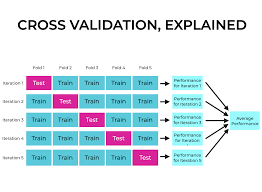 CROSS VALIDATION, EXPLAINED
Fold 1 Fold 2 Fold 3 Fold 4 Fold 5
Iteration 1 Test Train Train Train Train Performance for Iteration 1
Iteration 2 Train Test Train Train Train Performance for Iteration 2
Iteration 3 Train Train Test Train Train Performance for Iteration 3
Average Performance
Iteration 4 Train Train Train Test Train Performance for Iteration 4
Iteration 5 Train Train Train Train Test Performance for Iteration 5